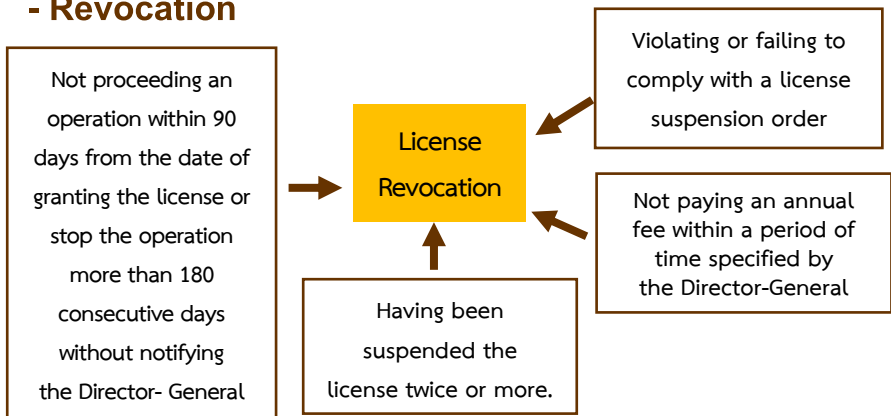 - Revocation
Not proceeding an
operation within 90
days from the date of
granting the license or
stop the operation
more than 180
consecutive days
without notifying
the Director- General
License
Revocation
Having been
suspended the
license twice or more.
Violating or failing to
comply with a license
suspension order
Not paying an annual
fee within a period of
time specified by
the Director-General